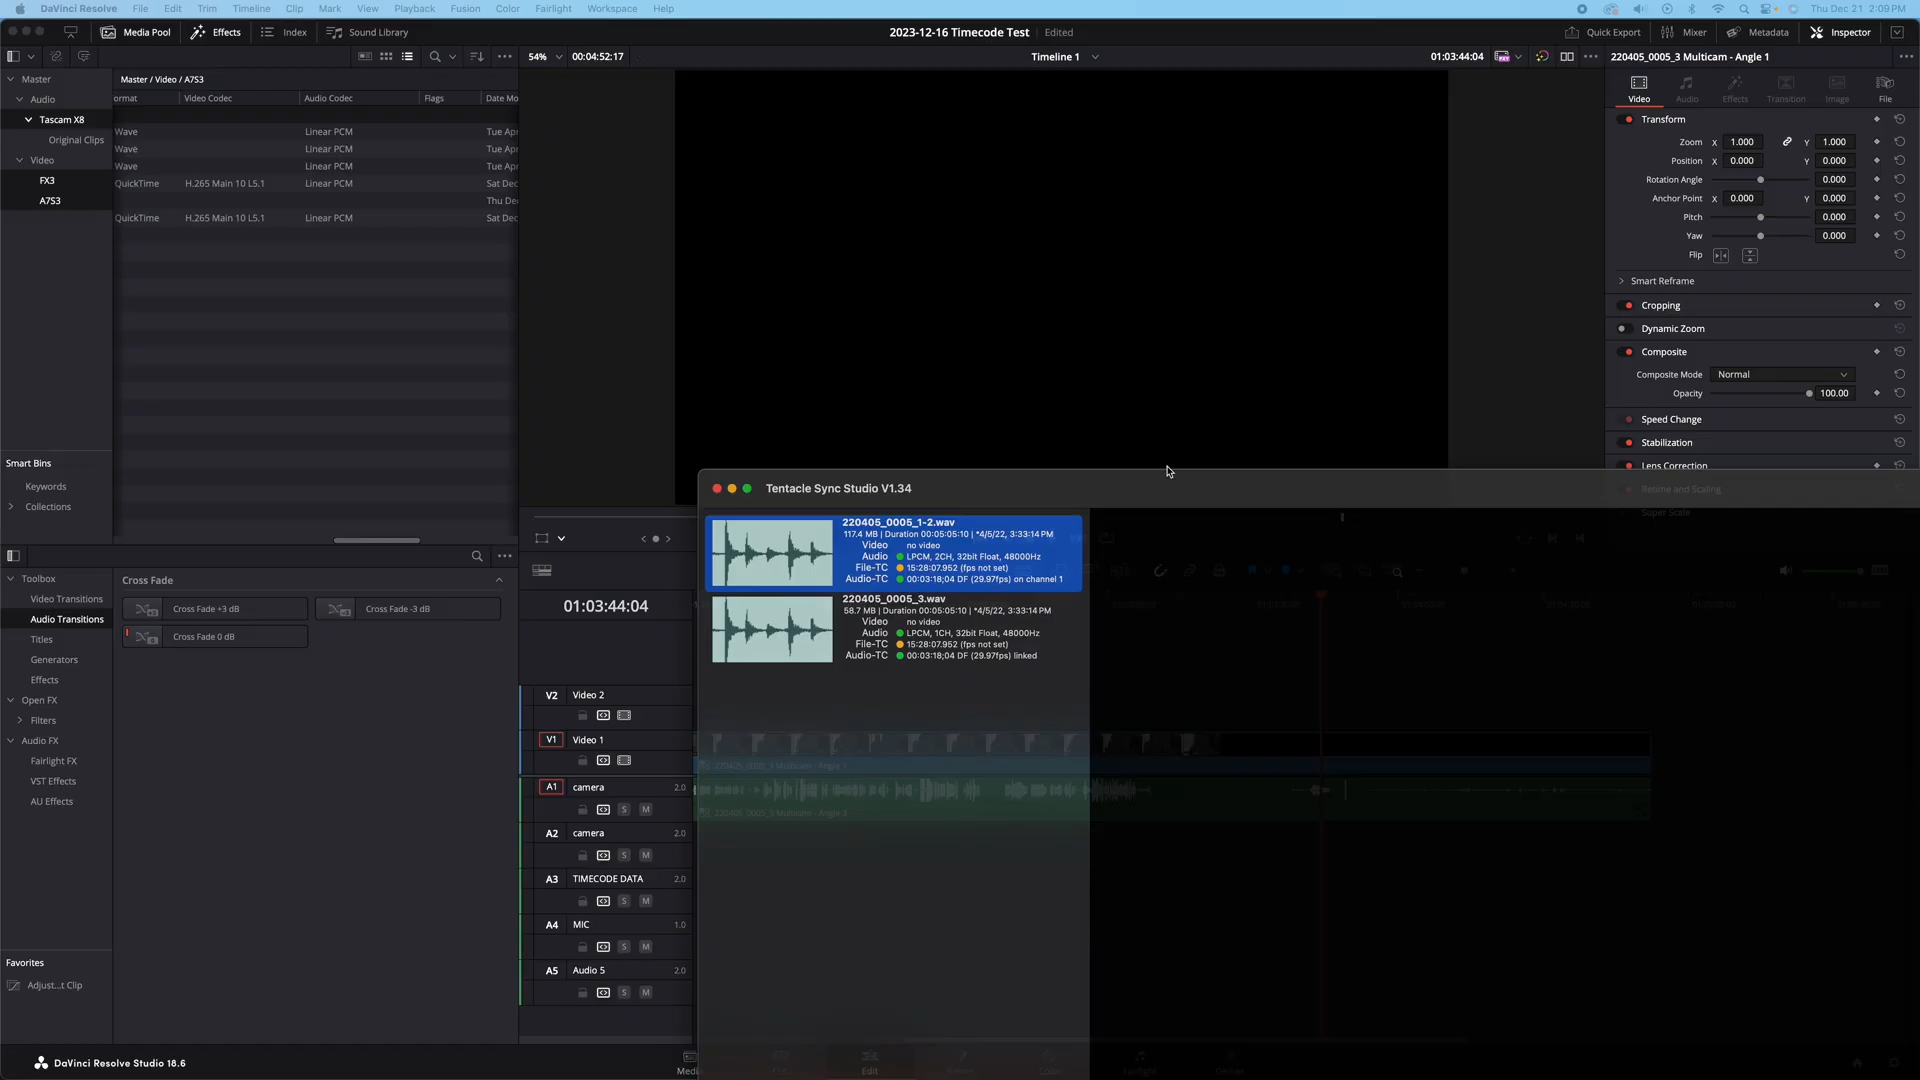 DaVinci Resolve File Edit Trim Timeline Clip Mark View Playback Fusion Color Fairlight Workspace Help Thu Dec 21 2:09 PM
Media Pool Effects Index Sound Library 2023-12-16 Timecode Test Edited Quick Export Mixer Metadata Inspector
54% 00:04:52:17 Timeline 1 01:03:44:04 220405_0005_3 Multicam - Angle 1
Master Master / Video / A7S3
ormat Video Codec Audio Codec Flags Date Mo
Audio
Tascam X8
Original Clips
Video
FX3
A7S3
Wave Linear PCM Tue Apr
Wave Linear PCM Tue Apr
Wave Linear PCM Tue Apr
QuickTime H.265 Main 10 L5.1 Linear PCM Sat Dec
Thu De
QuickTime H.265 Main 10 L5.1 Linear PCM Sat Dec
Smart Bins
Keywords
Collections
Video Audio Effects Transition Image File
Transform
Zoom X 1.000 Y 1.000
Position X 0.000 Y 0.000
Rotation Angle 0.000
Anchor Point X 0.000 Y 0.000
Pitch 0.000
Yaw 0.000
Flip
Smart Reframe
Cropping
Dynamic Zoom
Composite
Composite Mode Normal
Opacity 100.00
Speed Change
Stabilization
Lens Correction
Retime and Scaling
Super Scale
Toolbox
Video Transitions
Audio Transitions
Titles
Generators
Effects
Open FX
Filters
Audio FX
Fairlight FX
VST Effects
AU Effects
Favorites
Adjust...t Clip
Cross Fade
Cross Fade +3 dB Cross Fade -3 dB
Cross Fade 0 dB
01:03:44:04
V2 Video 2
V1 Video 1
A1 camera 2.0
S M
A2 camera 2.0
S M
A3 TIMECODE DATA 2.0
S M
A4 MIC 1.0
S M
A5 Audio 5 2.0
S M
Tentacle Sync Studio V1.34
220405_0005_1-2.wav
117.4 MB | Duration 00:05:05:10 | *4/5/22, 3:33:14 PM
Video no video
Audio LPCM, 2CH, 32bit Float, 48000Hz
File-TC 15:28:07.952 (fps not set)
Audio-TC 00:03:18;04 DF (29.97fps) on channel 1
220405_0005_3.wav
58.7 MB | Duration 00:05:05:10 | *4/5/22, 3:33:14 PM
Video no video
Audio LPCM, 1CH, 32bit Float, 48000Hz
File-TC 15:28:07.952 (fps not set)
Audio-TC 00:03:18;04 DF (29.97fps) linked
220405_0005_3 Multicam - Angle 1
220405_0005_3 Multicam - Angle 3
DaVinci Resolve Studio 18.6 Media Edit